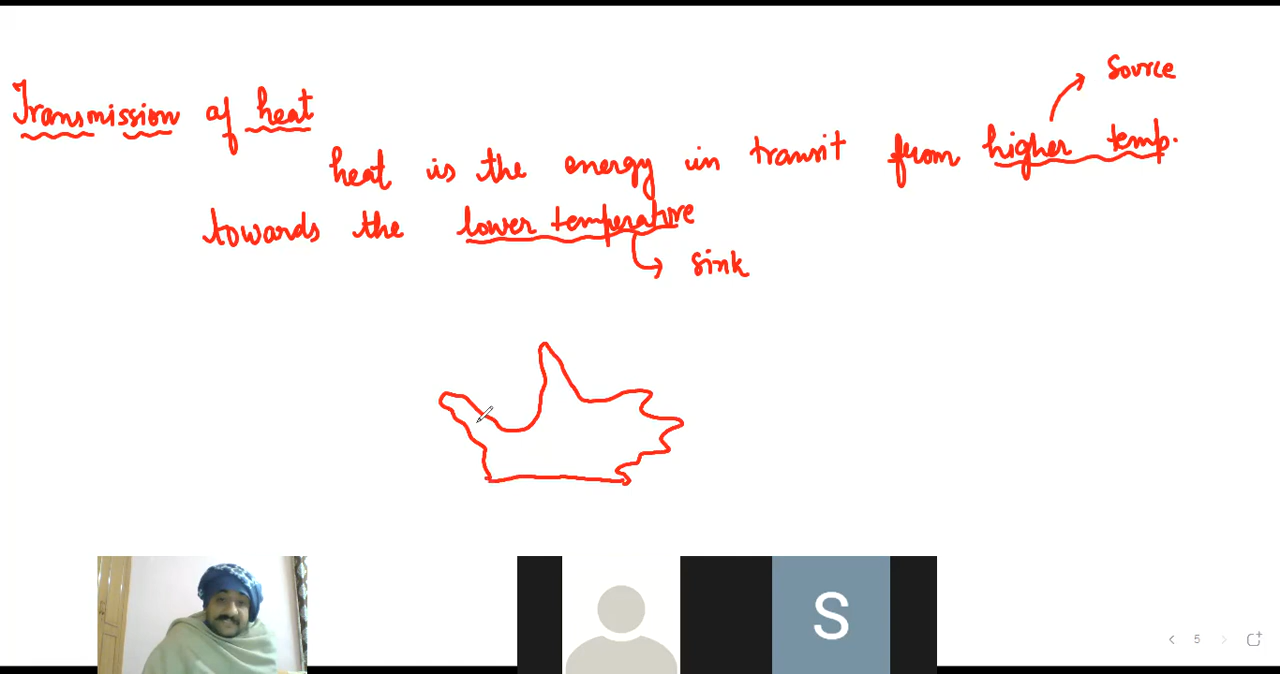 Source
Transmission of heat
heat is the energy in transit from higher temp.
towards the lower temperature
Sink
S
5